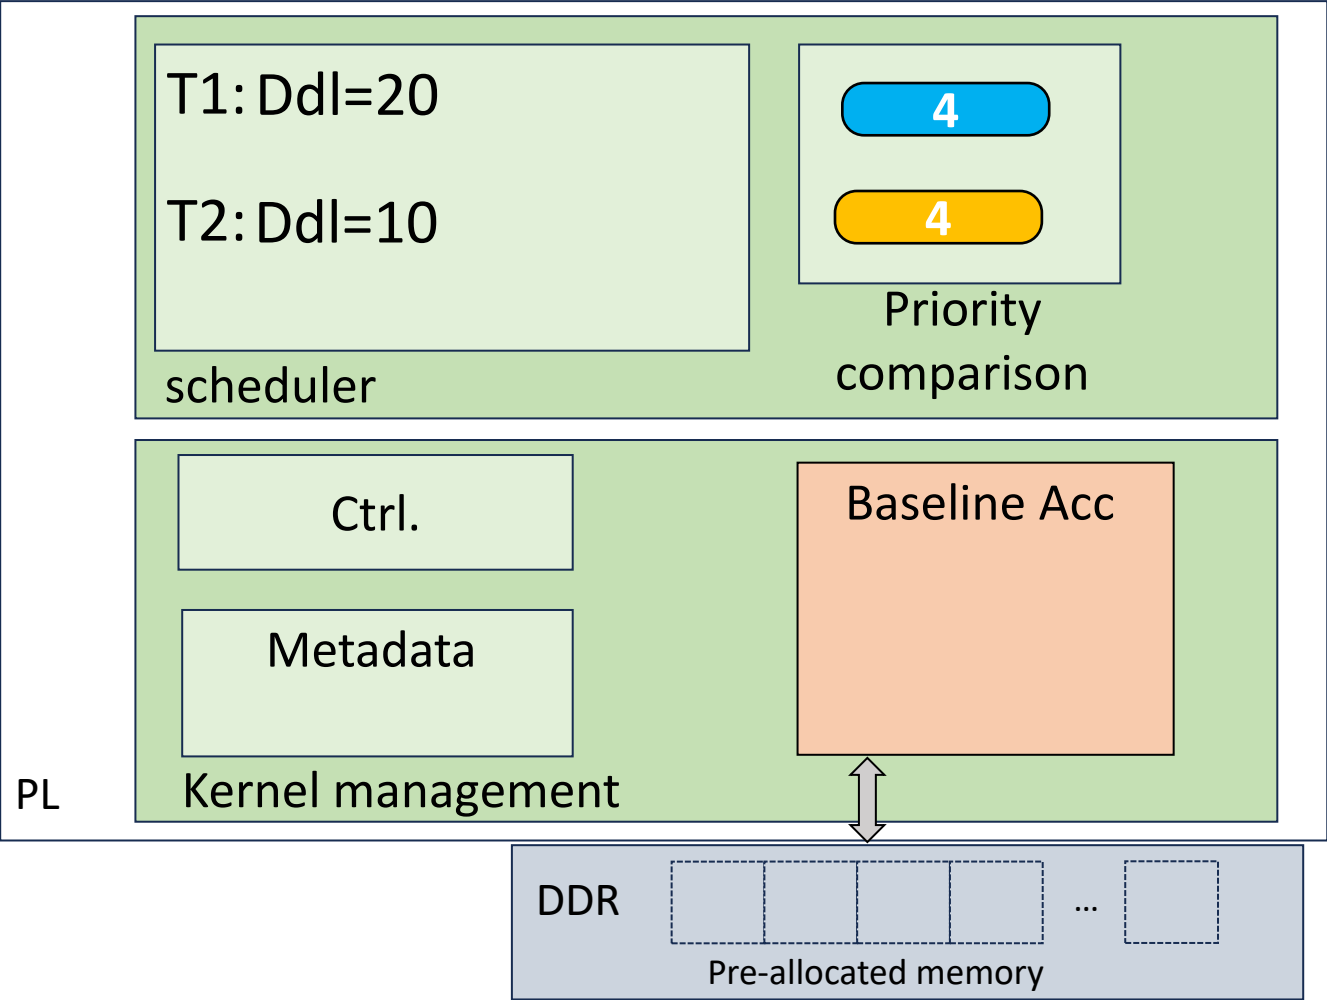 T1: Ddl=20
T2: Ddl=10
scheduler
4
4
Priority
comparison
Ctrl.
Metadata
Kernel management
Baseline Acc
PL
DDR
...
Pre-allocated memory